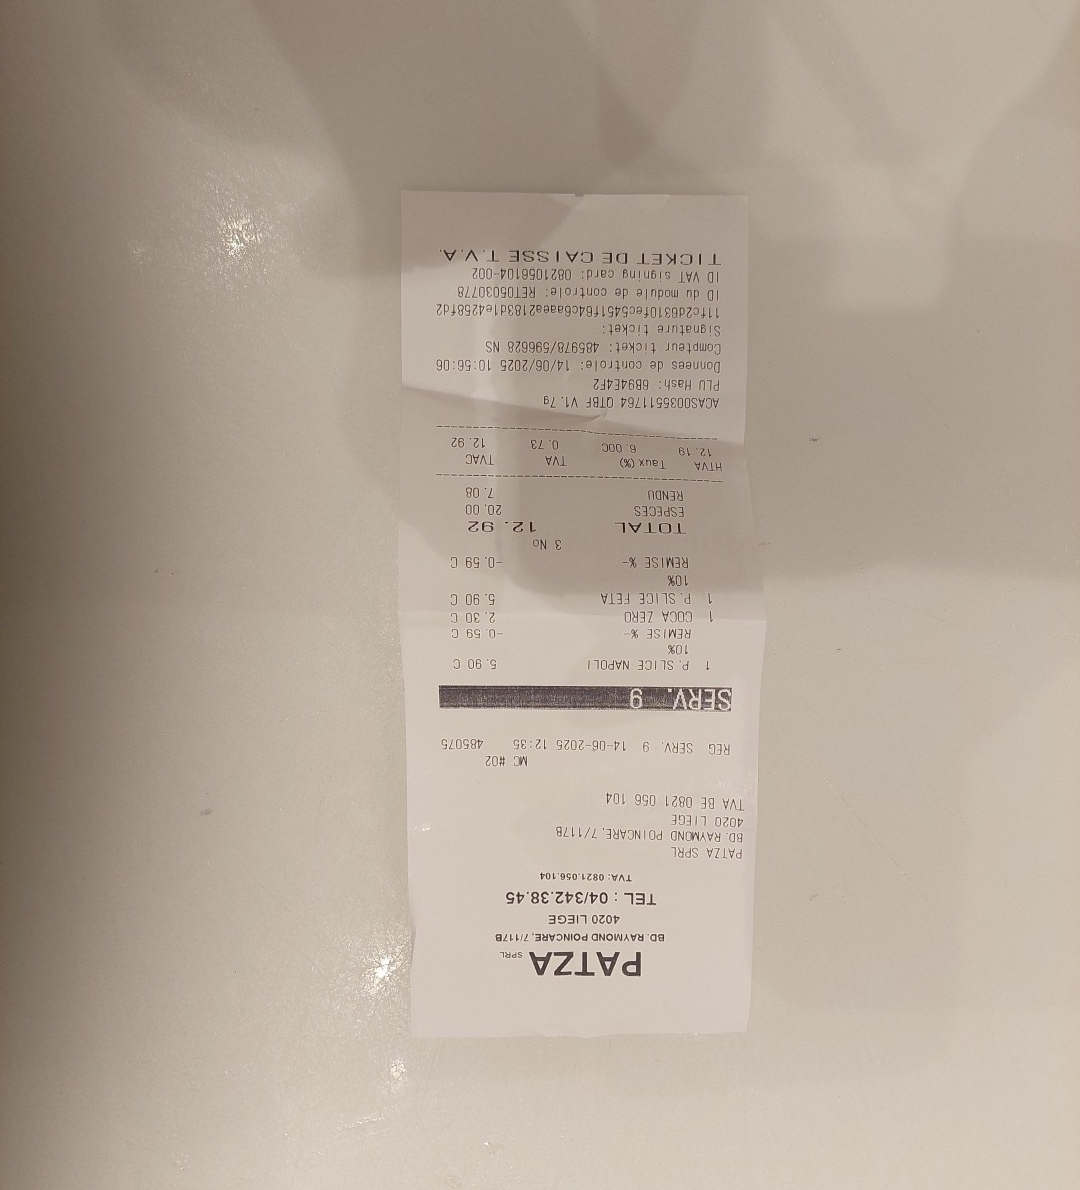 PATZA SPRL
BD. RAYMOND POINCARE, 7/117B
4020 LIEGE
TEL : 04/342.38.45
TVA: 0821.056.104
PATZA SPRL
BD. RAYMOND POINCARE, 7/117B
4020 LIEGE
TVA BE 0821 056 104
MC #02
REG SERV. 9 14-06-2025 12:35 485075
SERV. 9
1 P. SLICE NAPOLI 5.90 C
10%
REMISE %- -0.59 C
1 COCA ZERO 2.30 C
1 P. SLICE FETA 5.90 C
10%
REMISE %- -0.59 C
3 No
TOTAL 12.92
ESPECES 20.00
RENDU 7.08
HTVA Taux (%) TVA TVAC
12.19 6.00C 0.73 12.92
ACAS0035511764 QTBF V1.7g
PLU Hash: 6B94E4F2
Donnees de controle: 14/06/2025 10:56:06
Compteur ticket: 485978/596628 NS
Signature ticket:
11fc2d6310fec5451f64c6aaea2183d1e4258fd2
ID du module de controle: RET05030778
ID VAT signing card: 0821056104-002
TICKET DE CAISSE T.V.A.